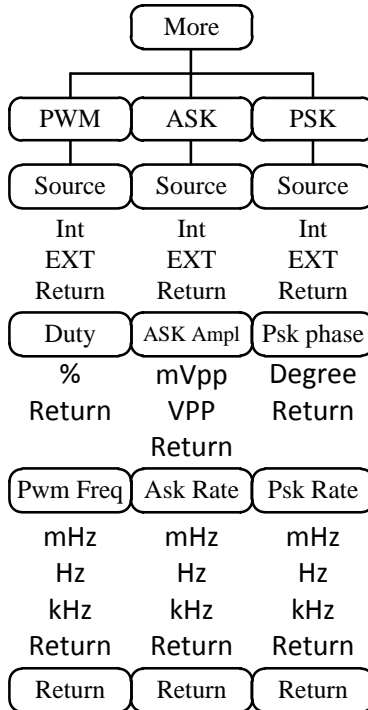 More
PWM ASK PSK
Source Source Source
Int Int Int
EXT EXT EXT
Return Return Return
Duty ASK Ampl Psk phase
% mVpp Degree
Return VPP Return
Return
Pwm Freq Ask Rate Psk Rate
mHz mHz mHz
Hz Hz Hz
kHz kHz kHz
Return Return Return
Return Return Return